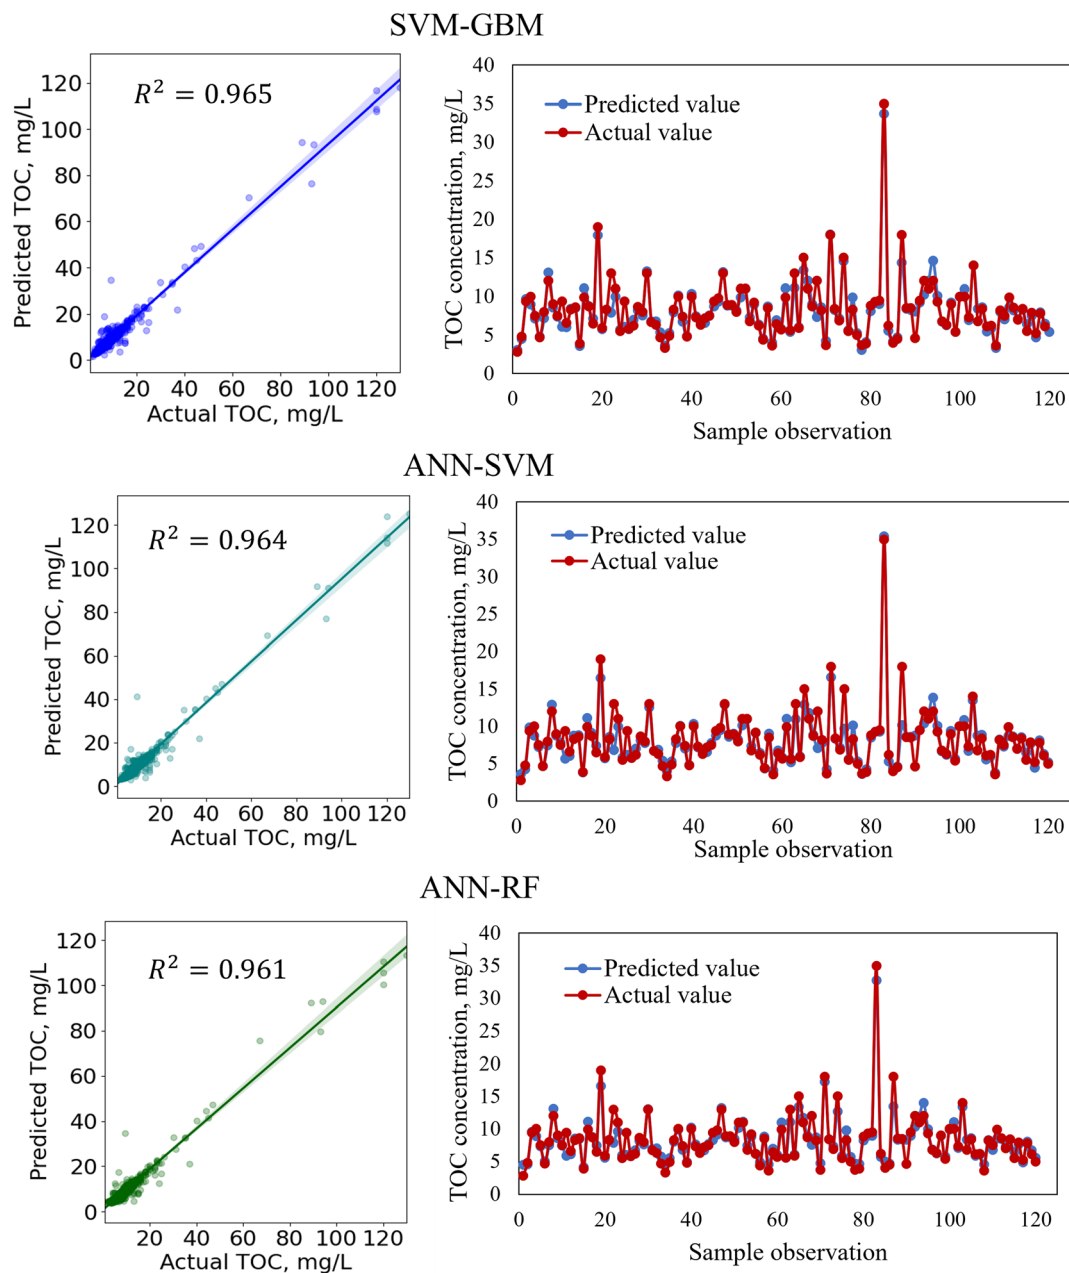 SVM-GBM
R² = 0.965
Predicted TOC, mg/L
120
100
80
60
40
20
0
20 40 60 80 100 120
Actual TOC, mg/L
TOC concentration, mg/L
40
35
30
25
20
15
10
5
0
Predicted value
Actual value
0 20 40 60 80 100 120
Sample observation
ANN-SVM
R² = 0.964
Predicted TOC, mg/L
120
100
80
60
40
20
0
20 40 60 80 100 120
Actual TOC, mg/L
TOC concentration, mg/L
40
35
30
25
20
15
10
5
0
Predicted value
Actual value
0 20 40 60 80 100 120
Sample observation
ANN-RF
R² = 0.961
Predicted TOC, mg/L
120
100
80
60
40
20
0
20 40 60 80 100 120
Actual TOC, mg/L
TOC concentration, mg/L
40
35
30
25
20
15
10
5
0
Predicted value
Actual value
0 20 40 60 80 100 120
Sample observation